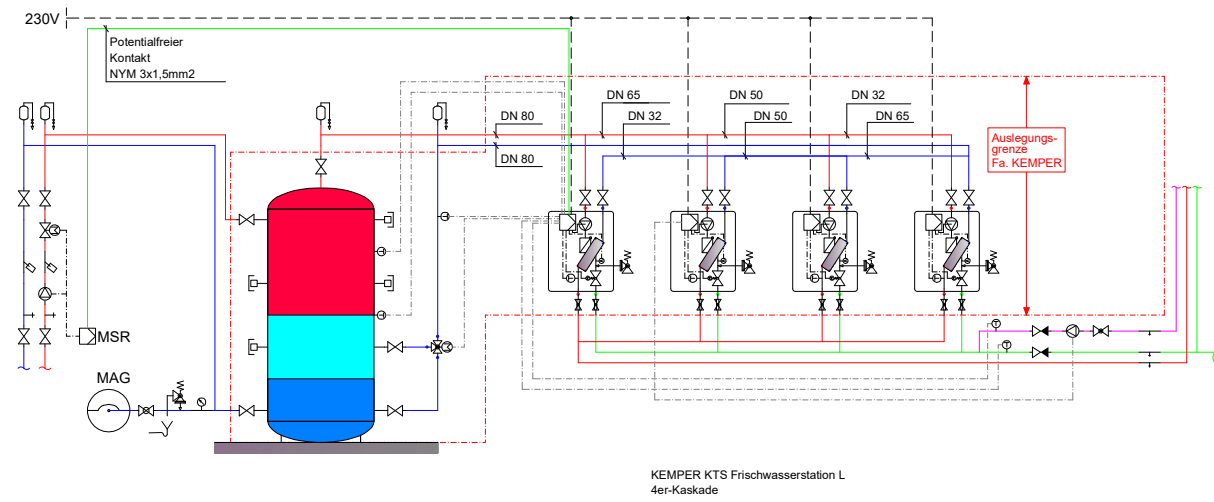 230V
Potentialfreier
Kontakt
NYM 3x1,5mm2
DN 65
DN 50
DN 32
DN 80
DN 32
DN 50
DN 65
DN 80
Auslegungs-
grenze
Fa. KEMPER
MSR
MAG
KEMPER KTS Frischwasserstation L
4er-Kaskade